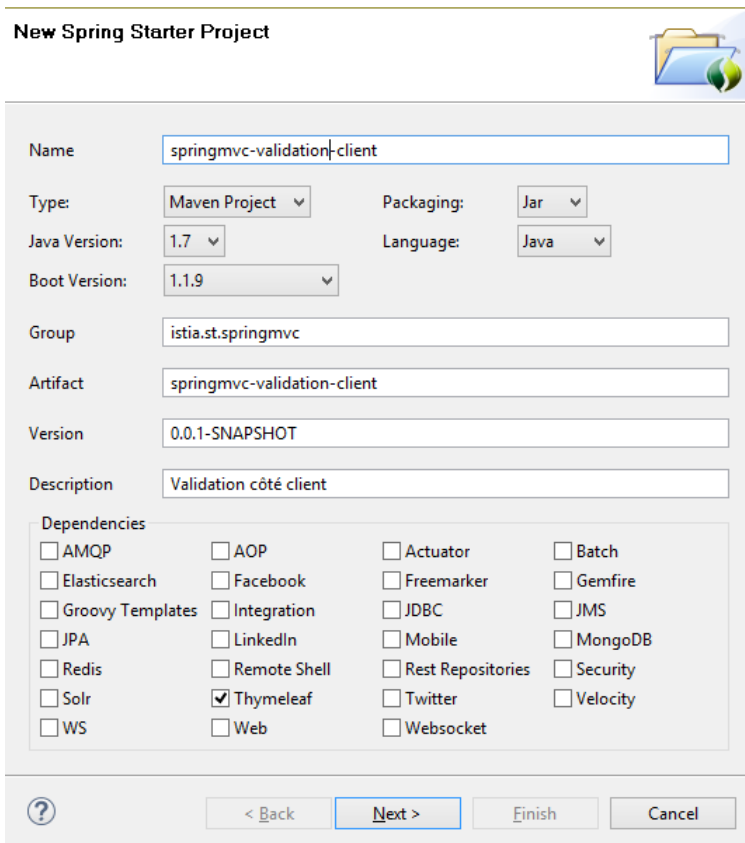 New Spring Starter Project
Name springmvc-validation-client
Type: Maven Project Packaging: Jar
Java Version: 1.7 Language: Java
Boot Version: 1.1.9
Group istia.st.springmvc
Artifact springmvc-validation-client
Version 0.0.1-SNAPSHOT
Description Validation côté client
Dependencies
AMQP AOP Actuator Batch
Elasticsearch Facebook Freemarker Gemfire
Groovy Templates Integration JDBC JMS
JPA LinkedIn Mobile MongoDB
Redis Remote Shell Rest Repositories Security
Solr Thymeleaf Twitter Velocity
WS Web Websocket
? < Back Next > Finish Cancel